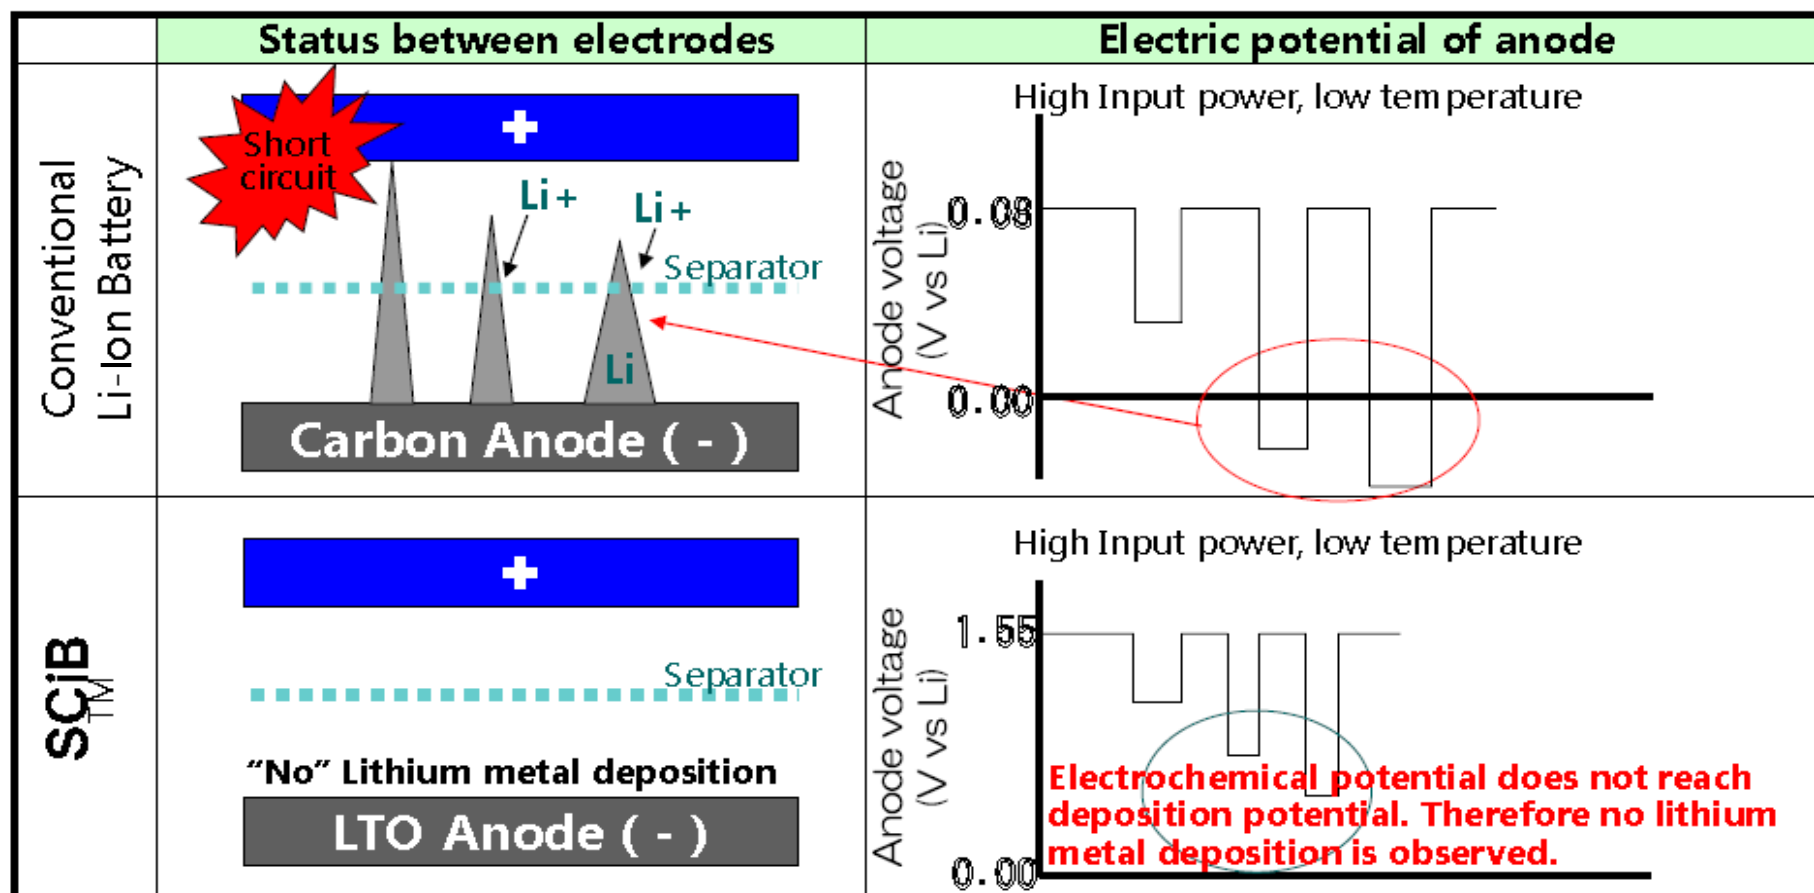 Status between electrodes
Electric potential of anode
Conventional
Li-Ion Battery
Short
circuit
+
Li+
Li+
Separator
Li
Carbon Anode ( - )
High Input power, low temperature
Anode voltage
(V vs Li)
0.08
0.00
SCiB
TM
+
Separator
“No” Lithium metal deposition
LTO Anode ( - )
High Input power, low temperature
Anode voltage
(V vs Li)
1.55
Electrochemical potential does not reach
deposition potential. Therefore no lithium
metal deposition is observed.
0.00